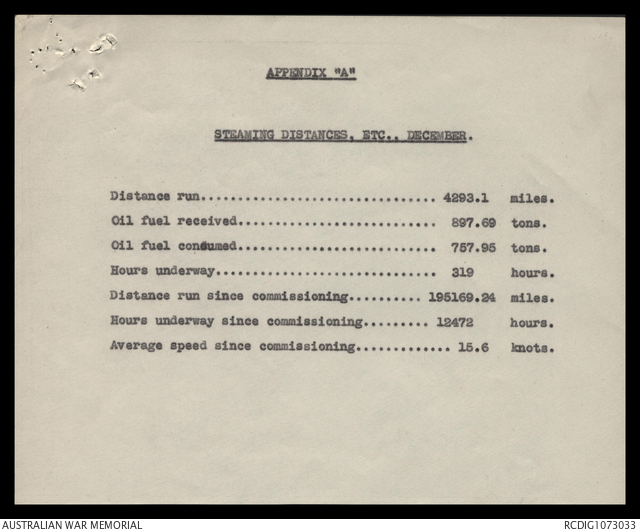 APPENDIX "A"
STEAMING DISTANCES, ETC., DECEMBER.
Distance run................................ 4293.1 miles.
Oil fuel received........................... 897.69 tons.
Oil fuel consumed........................... 757.95 tons.
Hours underway.............................. 319 hours.
Distance run since commissioning.......... 195169.24 miles.
Hours underway since commissioning......... 12472 hours.
Average speed since commissioning............. 15.6 knots.
AUSTRALIAN WAR MEMORIAL RCDIG1073033